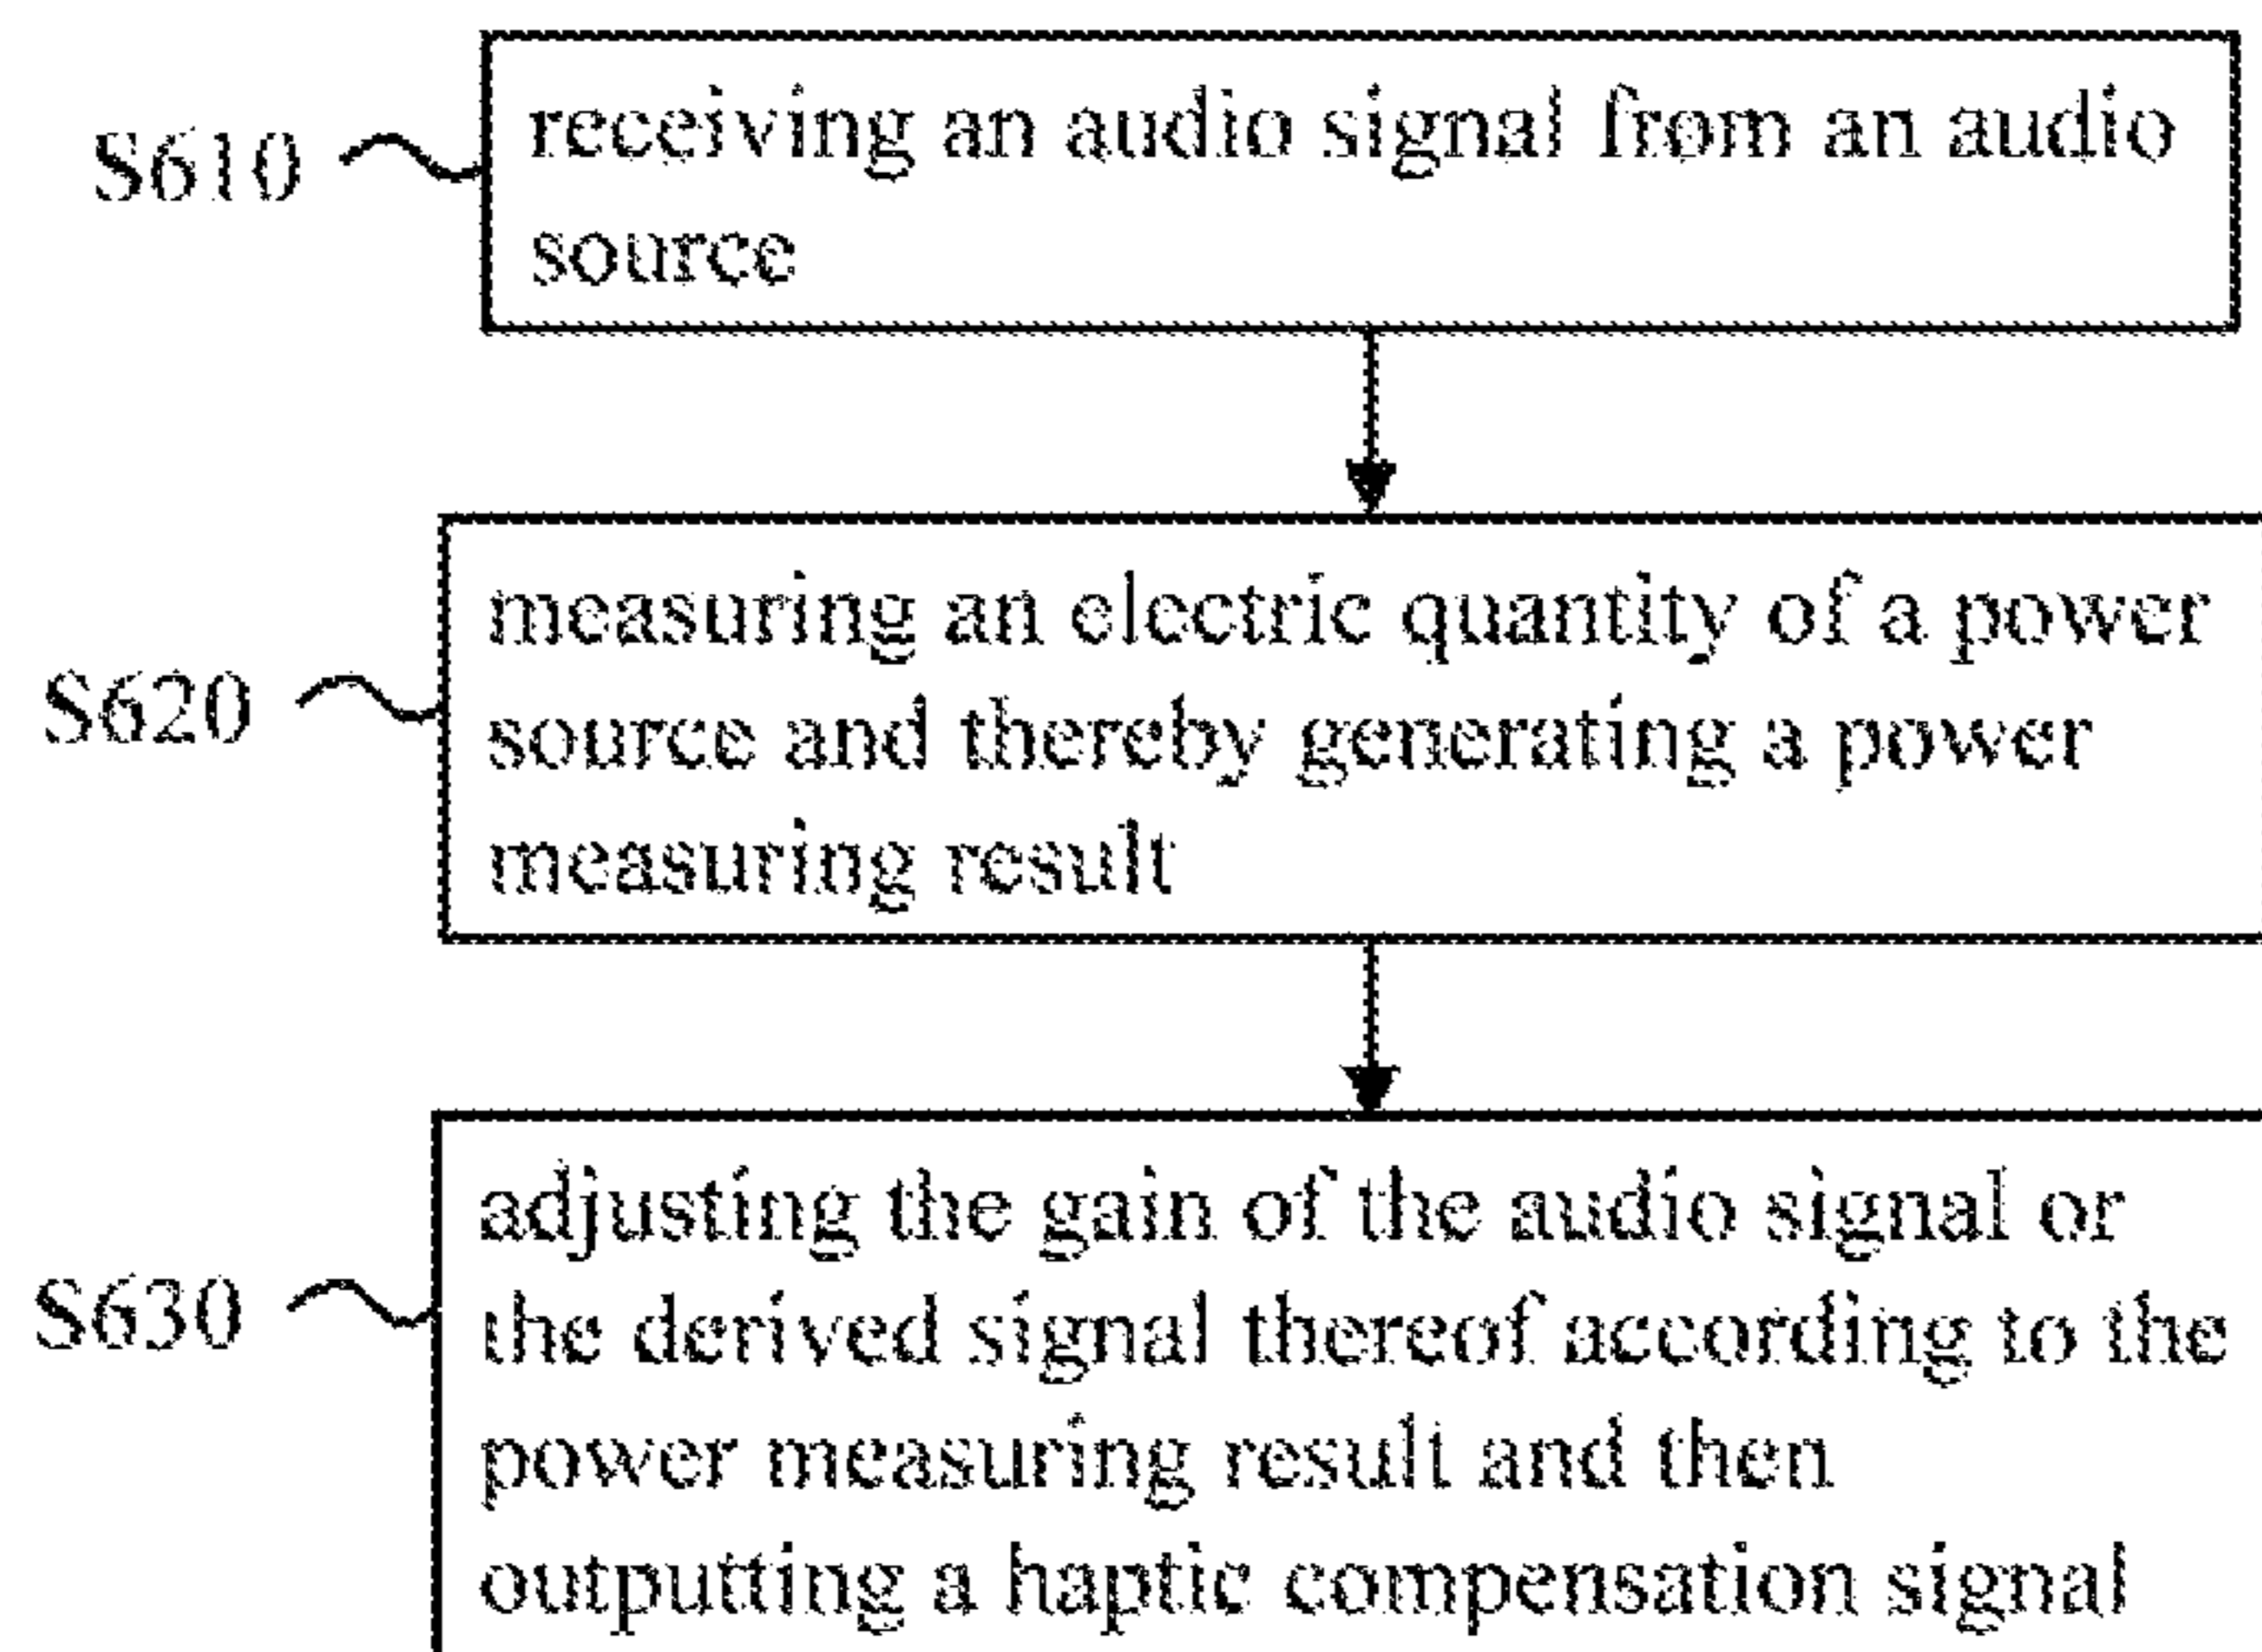 S610
receiving an audio signal from an audio
source
S620
measuring an electric quantity of a power
source and thereby generating a power
measuring result
S630
adjusting the gain of the audio signal or
the derived signal thereof according to the
power measuring result and then
outputting a haptic compensation signal